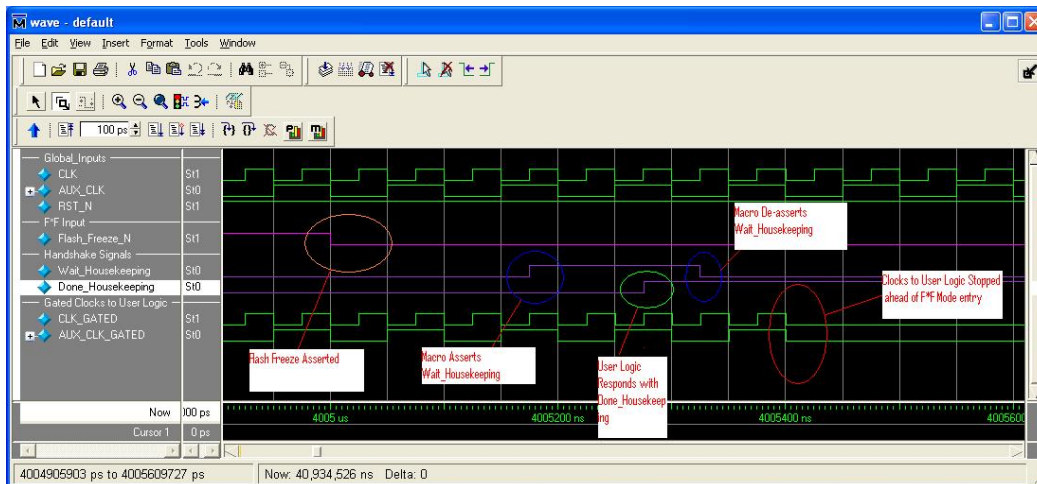 wave - default
File Edit View Insert Format Tools Window
100 ps
Global_Inputs
CLK St1
AUX_CLK St0
RST_N St1
F*F Input
Flash_Freeze_N St1
Handshake Signals
Wait_Housekeeping St0
Done_Housekeeping St0
Gated Clocks to User Logic
CLK_GATED St1
AUX_CLK_GATED St0
Macro De-asserts
Wait_Housekeeping
Clocks to User Logic Stopped
ahead of F*F Mode entry
Flash Freeze Asserted
Macro Asserts
Wait_Housekeeping
User Logic
Responds with
Done_Housekeep
ing
Now 000 ps
4005 us 4005200 ns 4005400 ns 4005600
Cursor 1 0 ps
4004905903 ps to 4005609727 ps Now: 40,934,526 ns Delta: 0